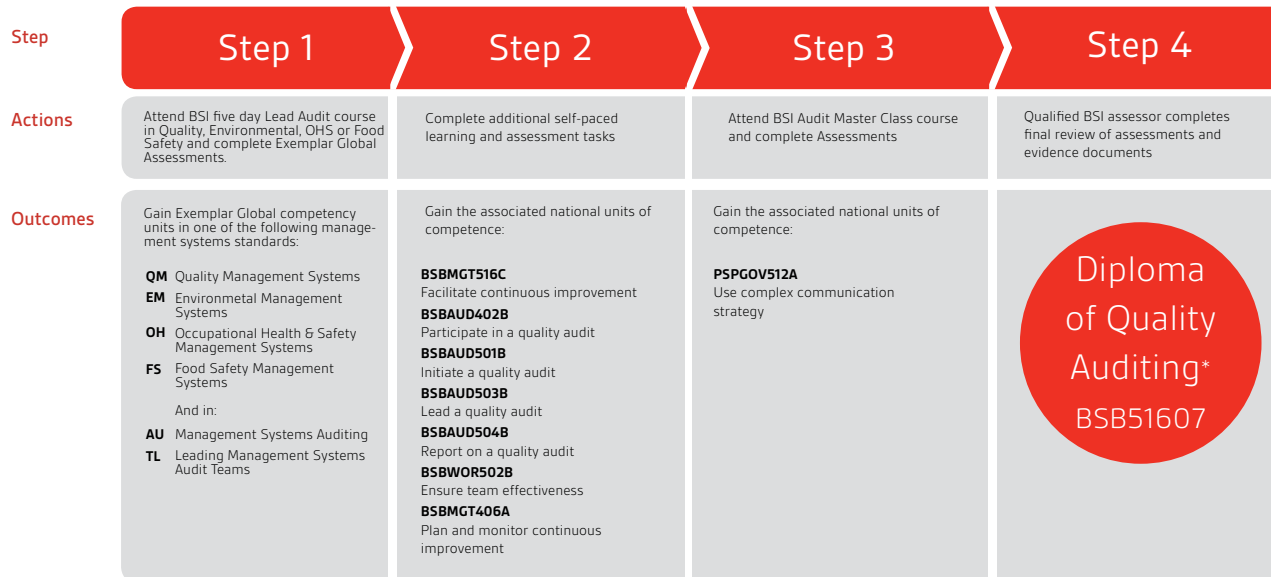 Step
Step 1
Step 2
Step 3
Step 4
Actions
Attend BSI five day Lead Audit course
in Quality, Environmental, OHS or Food
Safety and complete Exemplar Global
Assessments.
Complete additional self-paced
learning and assessment tasks
Attend BSI Audit Master Class course
and complete Assessments
Qualified BSI assessor completes
final review of assessments and
evidence documents
Outcomes
Gain Exemplar Global competency
units in one of the following manage-
ment systems standards:
QM Quality Management Systems
EM Environmetal Management
Systems
OH Occupational Health & Safety
Management Systems
FS Food Safety Management
Systems
And in:
AU Management Systems Auditing
TL Leading Management Systems
Audit Teams
Gain the associated national units of
competence:
BSBMGT516C
Facilitate continuous improvement
BSBAUD402B
Participate in a quality audit
BSBAUD501B
Initiate a quality audit
BSBAUD503B
Lead a quality audit
BSBAUD504B
Report on a quality audit
BSBWOR502B
Ensure team effectiveness
BSBMGT406A
Plan and monitor continuous
improvement
Gain the associated national units of
competence:
PSPGOV512A
Use complex communication
strategy
Diploma
of Quality
Auditing*
BSB51607